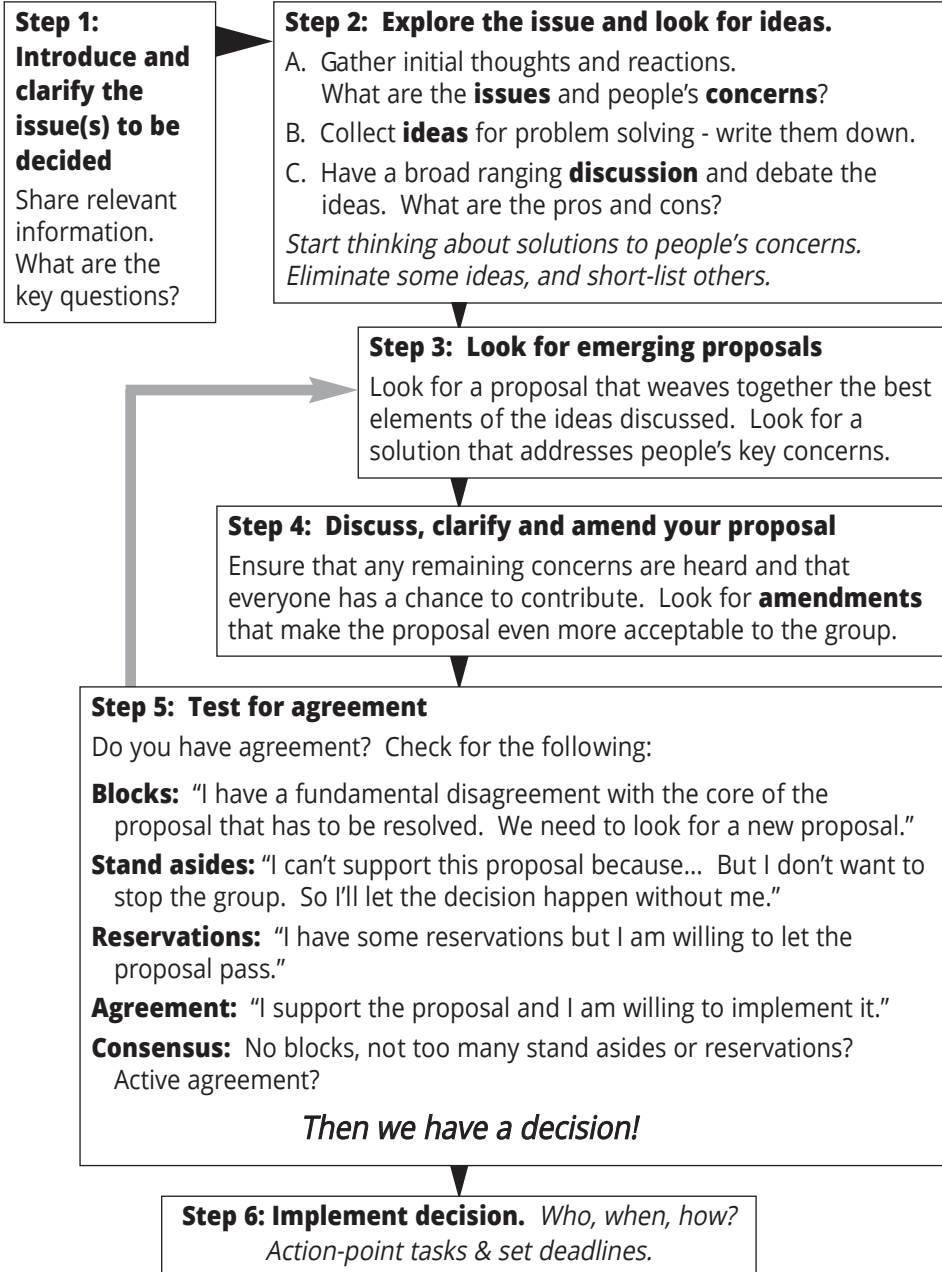 Step 1:
Introduce and
clarify the
issue(s) to be
decided
Share relevant
information.
What are the
key questions?
Step 2:  Explore the issue and look for ideas.
A.  Gather initial thoughts and reactions.
What are the issues and people’s concerns?
B.  Collect ideas for problem solving - write them down.
C.  Have a broad ranging discussion and debate the
ideas.  What are the pros and cons?
Start thinking about solutions to people’s concerns.
Eliminate some ideas, and short-list others.
Step 3:  Look for emerging proposals
Look for a proposal that weaves together the best
elements of the ideas discussed.  Look for a
solution that addresses people’s key concerns.
Step 4:  Discuss, clarify and amend your proposal
Ensure that any remaining concerns are heard and that
everyone has a chance to contribute.  Look for amendments
that make the proposal even more acceptable to the group.
Step 5:  Test for agreement
Do you have agreement?  Check for the following:
Blocks:  “I have a fundamental disagreement with the core of the
proposal that has to be resolved.  We need to look for a new proposal.”
Stand asides: “I can’t support this proposal because...  But I don’t want to
stop the group.  So I’ll let the decision happen without me.”
Reservations:  “I have some reservations but I am willing to let the
proposal pass.”
Agreement:  “I support the proposal and I am willing to implement it.”
Consensus:  No blocks, not too many stand asides or reservations?
Active agreement?
Then we have a decision!
Step 6: Implement decision.  Who, when, how?
Action-point tasks & set deadlines.